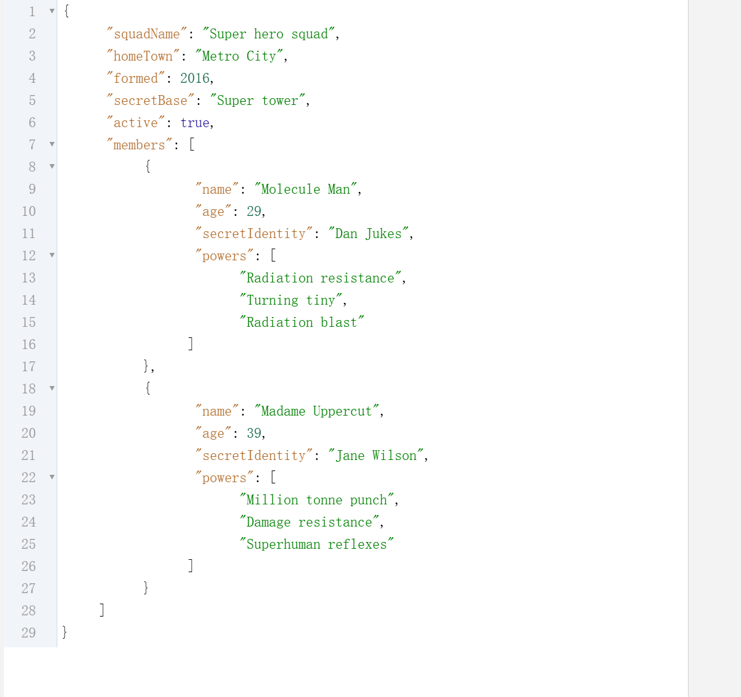 1 {
2 "squadName": "Super hero squad",
3 "homeTown": "Metro City",
4 "formed": 2016,
5 "secretBase": "Super tower",
6 "active": true,
7 "members": [
8 {
9 "name": "Molecule Man",
10 "age": 29,
11 "secretIdentity": "Dan Jukes",
12 "powers": [
13 "Radiation resistance",
14 "Turning tiny",
15 "Radiation blast"
16 ]
17 },
18 {
19 "name": "Madame Uppercut",
20 "age": 39,
21 "secretIdentity": "Jane Wilson",
22 "powers": [
23 "Million tonne punch",
24 "Damage resistance",
25 "Superhuman reflexes"
26 ]
27 }
28 ]
29 }